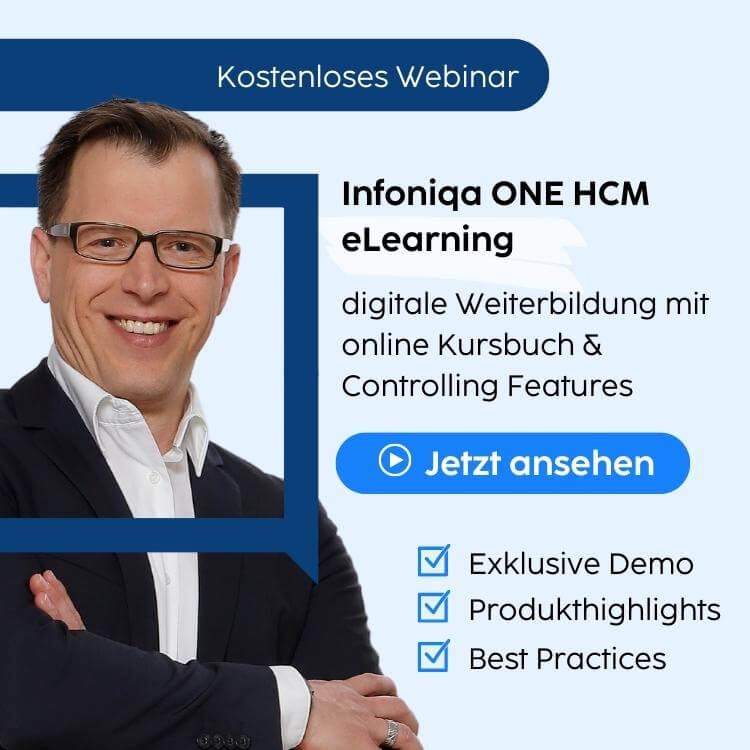 Kostenloses Webinar
Infoniqa ONE HCM
eLearning
digitale Weiterbildung mit
online Kursbuch &
Controlling Features
Jetzt ansehen
Exklusive Demo
Produkthighlights
Best Practices